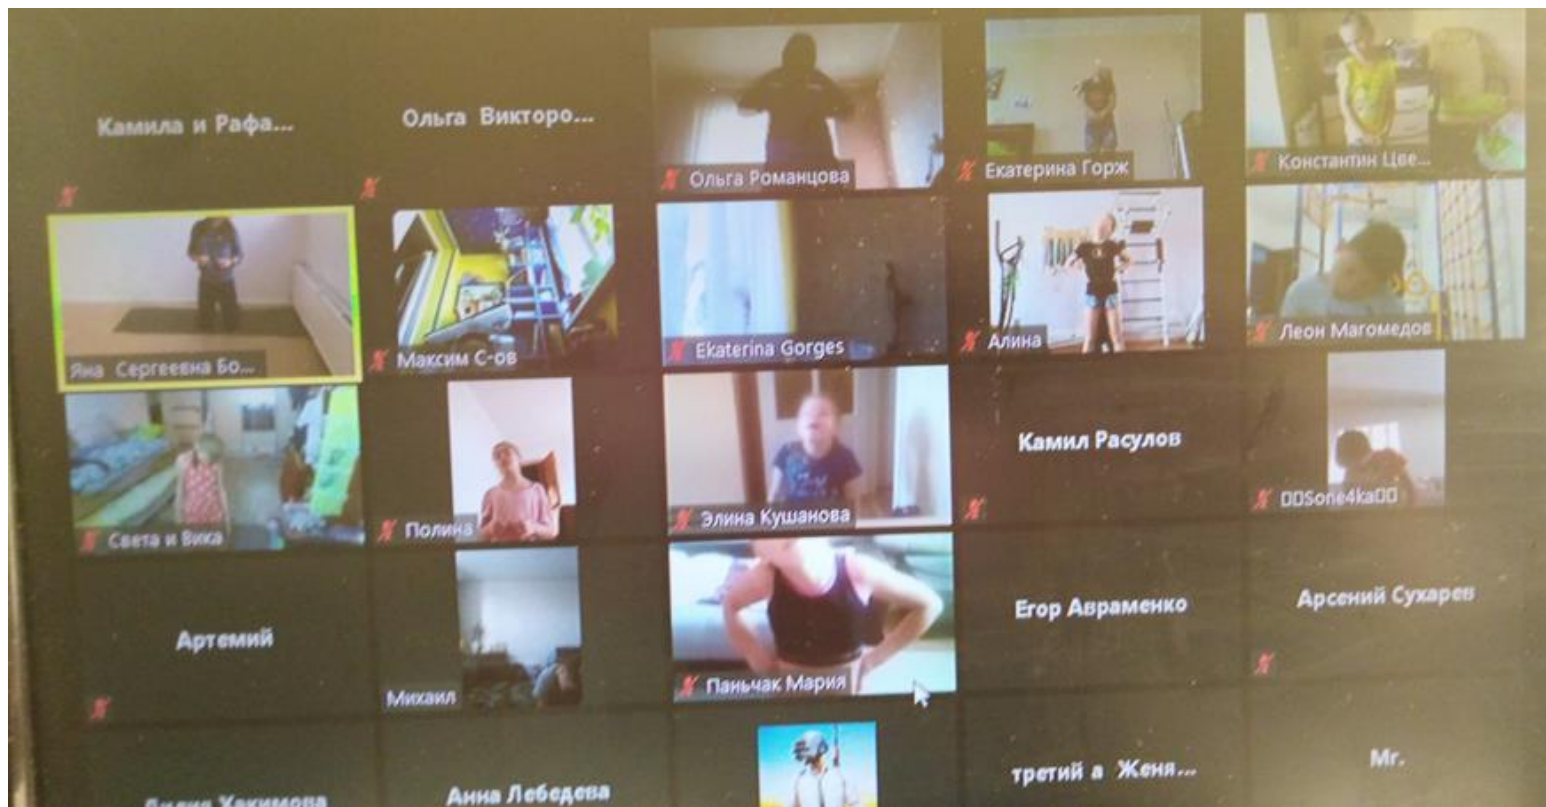 Камила и Рафа...
Ольга Викторо...
Ольга Романцова
Екатерина Горж
Константин Цве...
Яна Сергеевна Бо...
Максим С-ов
Ekaterina Gorges
Алина
Леон Магомедов
Света и Вика
Полина
Элина Кушанова
Камил Расулов
Sone4ka
Артемий
Михаил
Паньчак Мария
Егор Авраменко
Арсений Сухарев
Хакимова
Анна Лебедева
третий а Женя...
Mr.